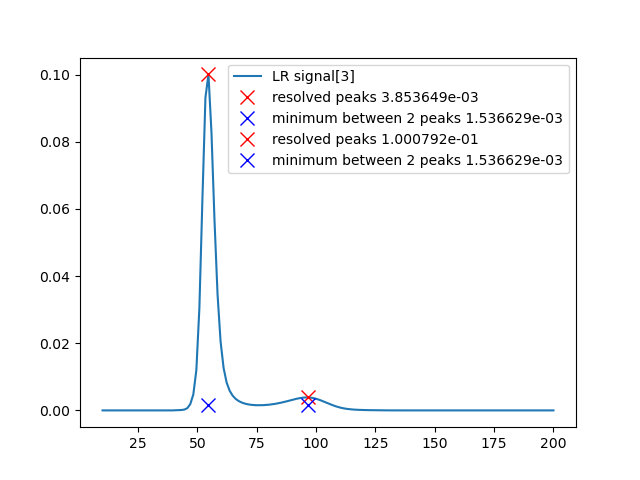 LR signal[3]
resolved peaks 3.853649e-03
minimum between 2 peaks 1.536629e-03
resolved peaks 1.000792e-01
minimum between 2 peaks 1.536629e-03
0.10
0.08
0.06
0.04
0.02
0.00
25 50 75 100 125 150 175 200